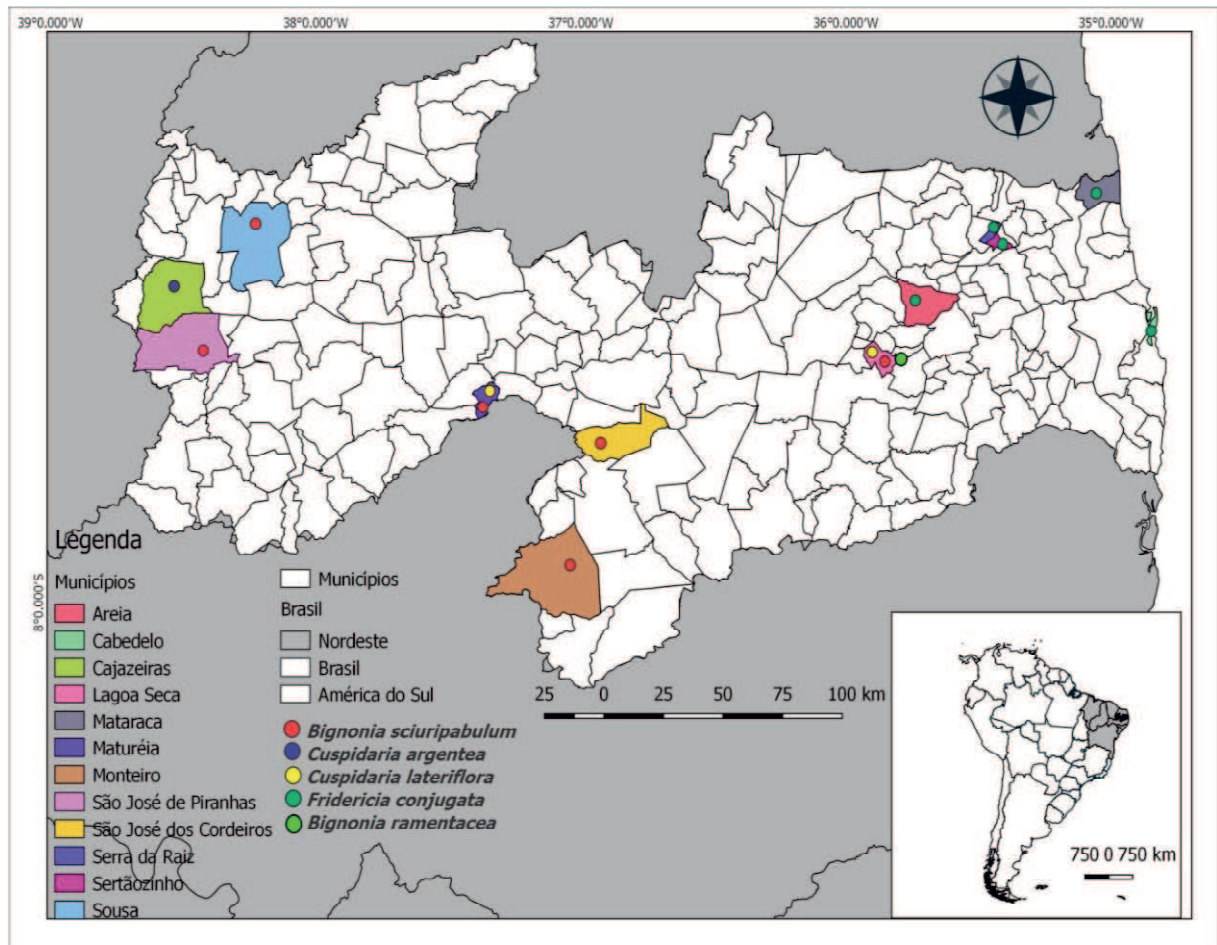 39°0.000'W 38°0.000'W 37°0.000'W 36°0.000'W 35°0.000'W
8°0.000'S
Legenda
Municípios
Areia
Cabedelo
Cajazeiras
Lagoa Seca
Mataraca
Maturéia
Monteiro
São José de Piranhas
São José dos Cordeiros
Serra da Raiz
Sertãozinho
Sousa
Municípios
Brasil
Nordeste
Brasil
América do Sul
Bignonia sciuripabulum
Cuspidaria argentea
Cuspidaria lateriflora
Fridericia conjugata
Bignonia ramentacea
25 0 25 50 75 100 km
750 0 750 km